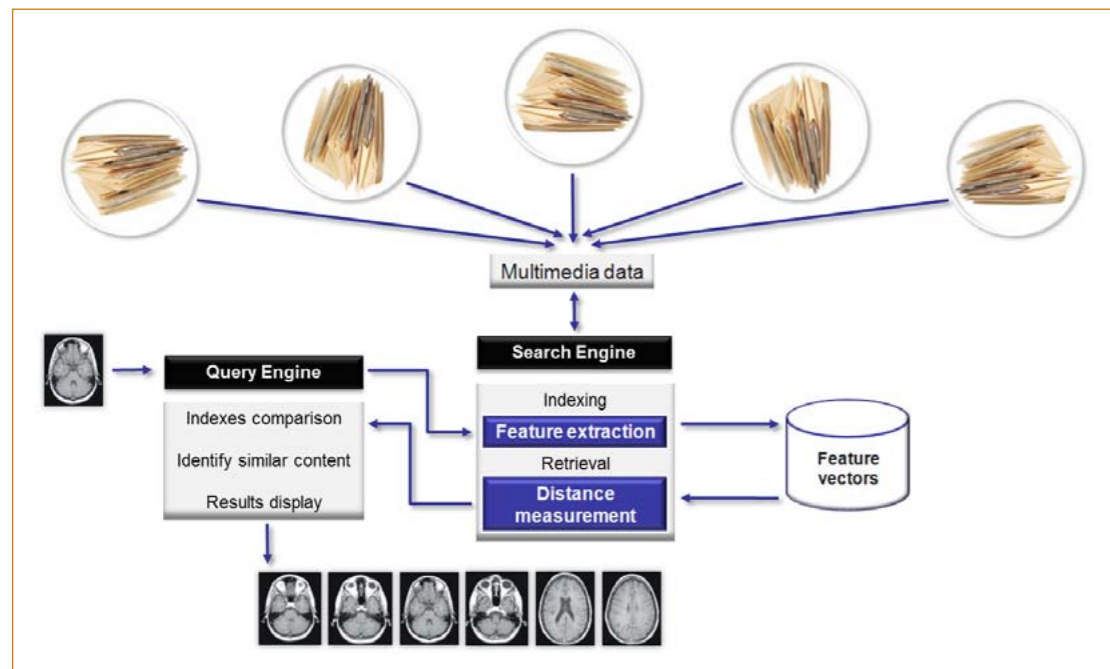 Multimedia data
Search Engine
Query Engine
Indexing
Indexes comparison
Feature extraction
Identify similar content
Retrieval
Feature
vectors
Results display
Distance
measurement